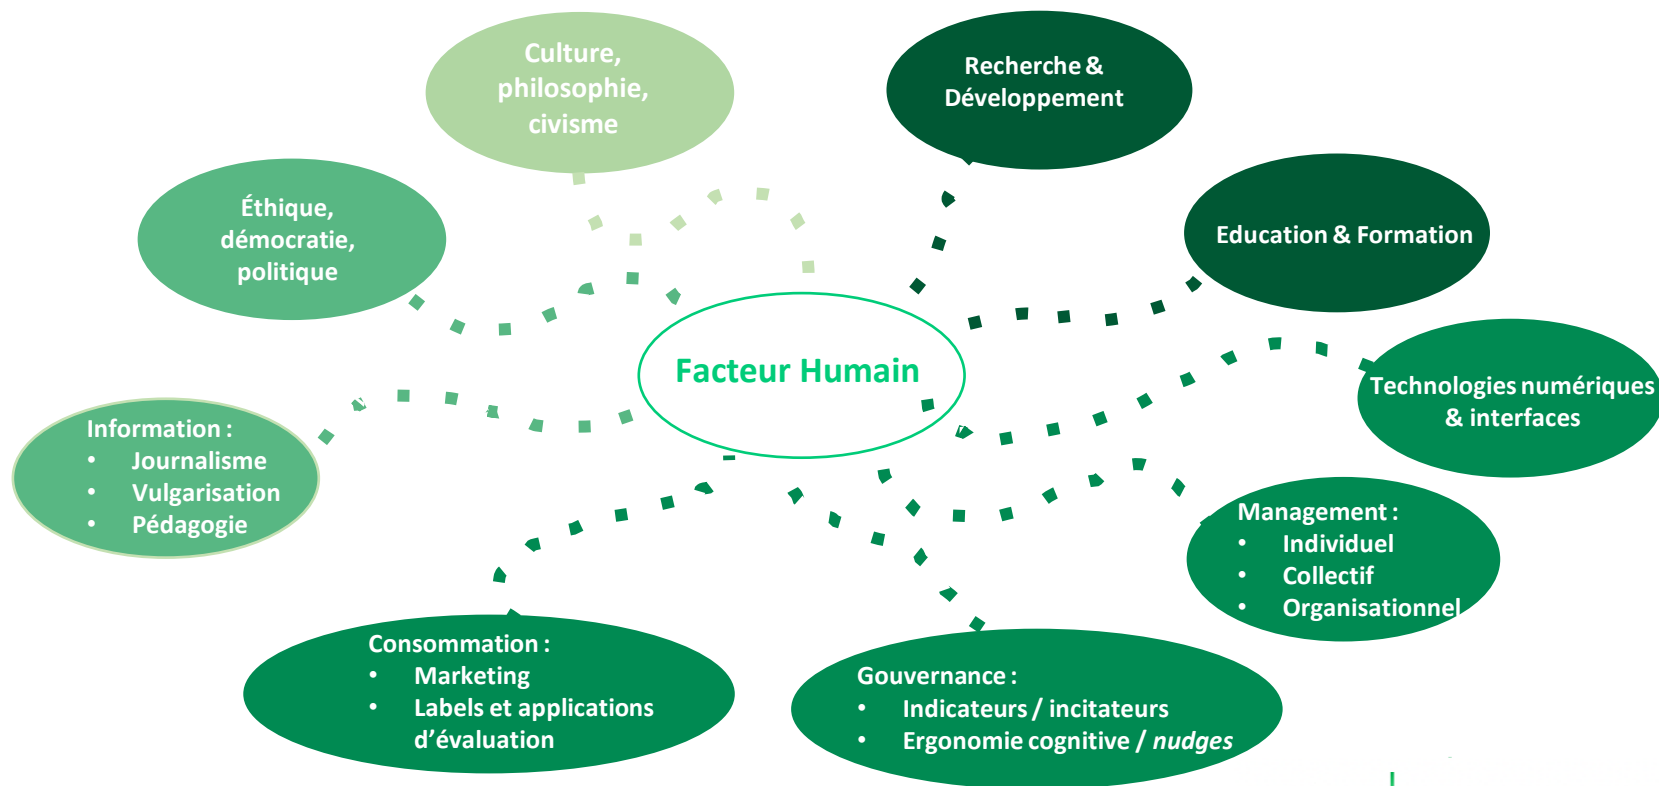 Culture,
philosophie,
civisme
Recherche &
Développement
Éthique,
démocratie,
politique
Education & Formation
Facteur Humain
Technologies numériques
& interfaces
Information :
• Journalisme
• Vulgarisation
• Pédagogie
Management :
• Individuel
• Collectif
• Organisationnel
Consommation :
• Marketing
• Labels et applications
d’évaluation
Gouvernance :
• Indicateurs / incitateurs
• Ergonomie cognitive / nudges